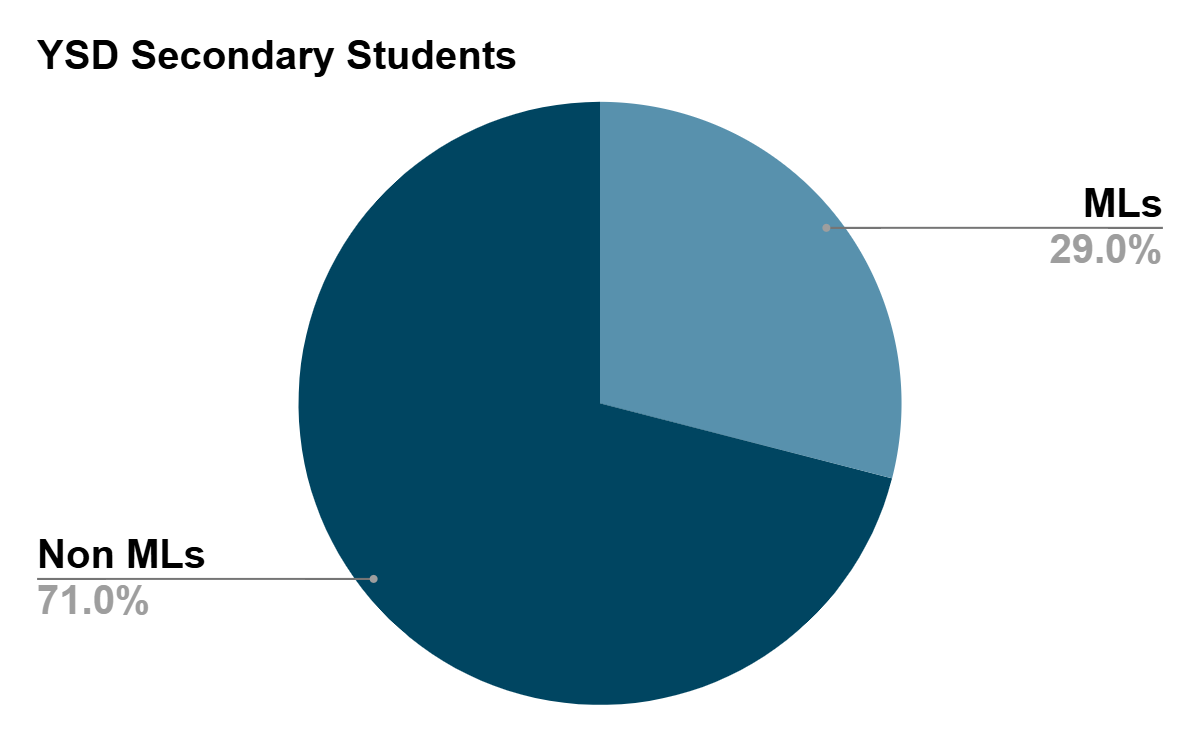 YSD Secondary Students
MLs
29.0%
Non MLs
71.0%